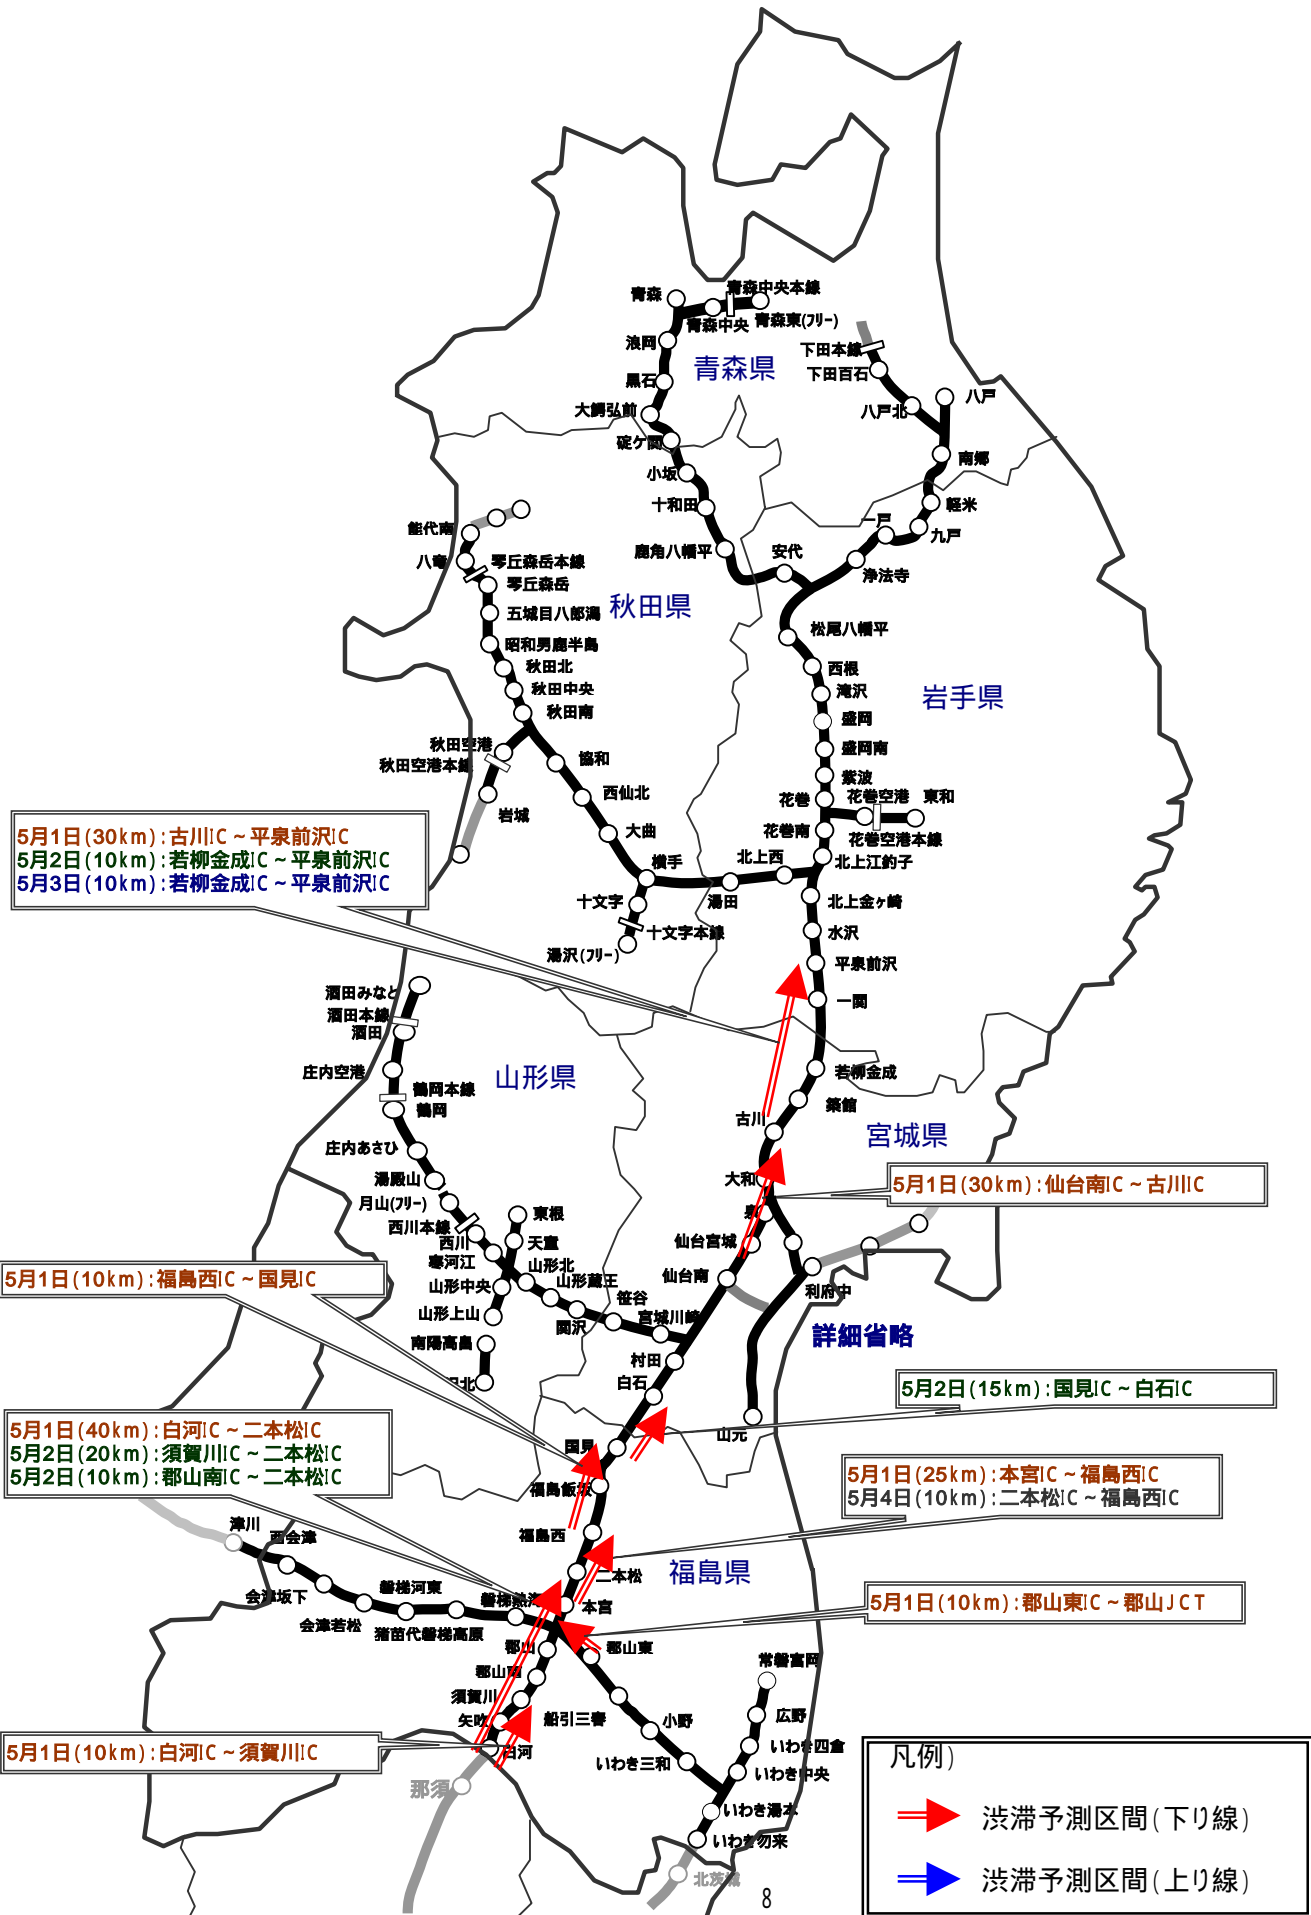 青森
青森中央本線
青森中央
青森東(フリー)
浪岡
下田本線
青森県
下田百石
黒石
八戸
大鰐弘前
八戸北
碇ケ関
南郷
小坂
十和田
軽米
一戸
能代南
九戸
鹿角八幡平
安代
八竜
琴丘森岳本線
浄法寺
琴丘森岳
秋田県
五城目八郎潟
松尾八幡平
昭和男鹿半島
秋田北
西根
秋田中央
滝沢
岩手県
秋田南
盛岡
秋田空港
盛岡南
協和
秋田空港本線
紫波
西仙北
花巻
花巻空港
東和
岩城
大曲
花巻南
花巻空港本線
5月1日(30km):古川IC～平泉前沢IC
5月2日(10km):若柳金成IC～平泉前沢IC
5月3日(10km):若柳金成IC～平泉前沢IC
横手
北上西
北上江釣子
十文字
湯田
北上金ヶ崎
十文字本線
水沢
湯沢(フリー)
平泉前沢
酒田みなと
一関
酒田本線
酒田
庄内空港
山形県
若柳金成
鶴岡本線
鶴岡
築館
古川
宮城県
庄内あさひ
湯殿山
大和
5月1日(30km):仙台南IC～古川IC
月山(フリー)
東根
泉
西川本線
西川
天童
仙台宮城
寒河江
山形北
5月1日(10km):福島西IC～国見IC
山形中央
山形蔵王
仙台南
利府中
笹谷
山形上山
宮城川崎
関沢
詳細省略
南陽高畠
村田
白石
5月2日(15km):国見IC～白石IC
5月1日(40km):白河IC～二本松IC
5月2日(20km):須賀川IC～二本松IC
5月2日(10km):郡山南IC～二本松IC
山元
国見
5月1日(25km):本宮IC～福島西IC
5月4日(10km):二本松IC～福島西IC
福島飯坂
津川
西会津
福島西
福島県
二本松
会津坂下
磐梯河東
磐梯熱海
本宮
5月1日(10km):郡山東IC～郡山JCT
会津若松
猪苗代磐梯高原
郡山
郡山東
郡山南
常磐富岡
須賀川
矢吹
船引三春
小野
広野
5月1日(10km):白河IC～須賀川IC
白河
いわき四倉
いわき三和
いわき中央
那須
いわき湯本
いわき勿来
北茨城
凡例)
渋滞予測区間(下り線)
渋滞予測区間(上り線)
8